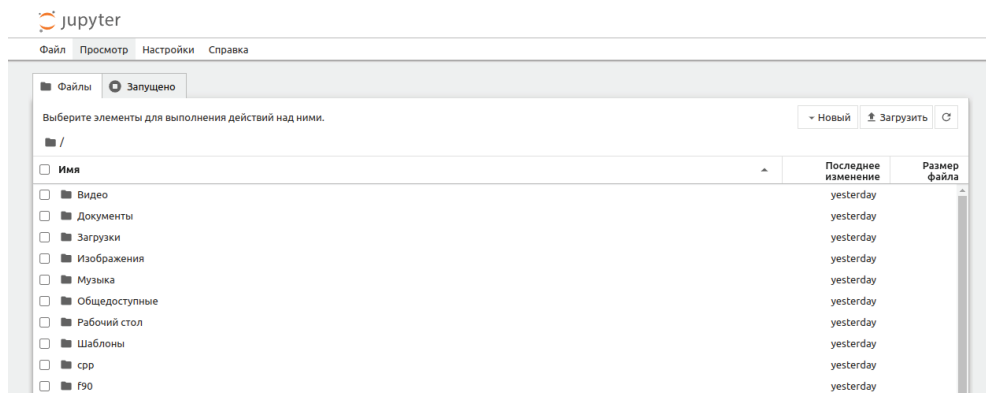 jupyter
Файл Просмотр Настройки Справка
Файлы Запущено
Выберите элементы для выполнения действий над ними.
Новый Загрузить
/
Имя Последнее изменение Размер файла
Видео yesterday
Документы yesterday
Загрузки yesterday
Изображения yesterday
Музыка yesterday
Общедоступные yesterday
Рабочий стол yesterday
Шаблоны yesterday
cpp yesterday
f90 yesterday